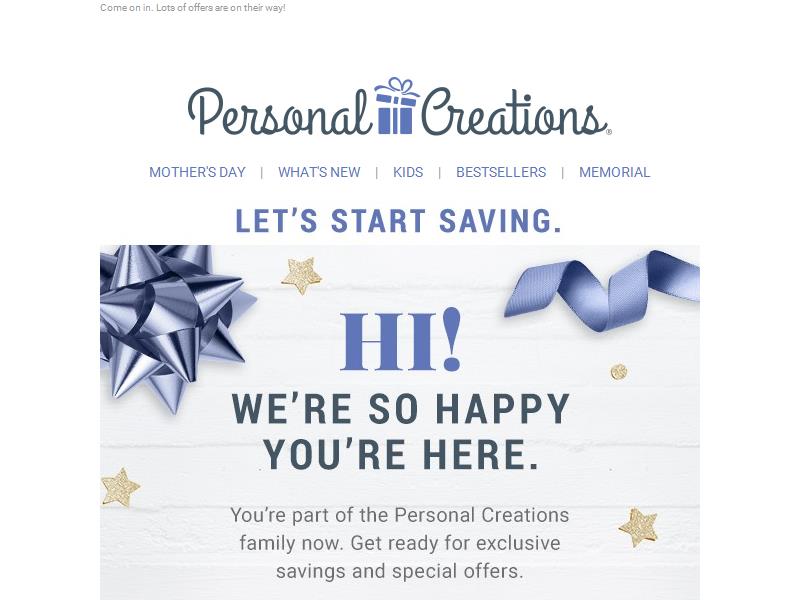 Come on in. Lots of offers are on their way!
Personal Creations®
MOTHER'S DAY | WHAT'S NEW | KIDS | BESTSELLERS | MEMORIAL
LET’S START SAVING.
HI!
WE’RE SO HAPPY
YOU’RE HERE.
You’re part of the Personal Creations
family now. Get ready for exclusive
savings and special offers.